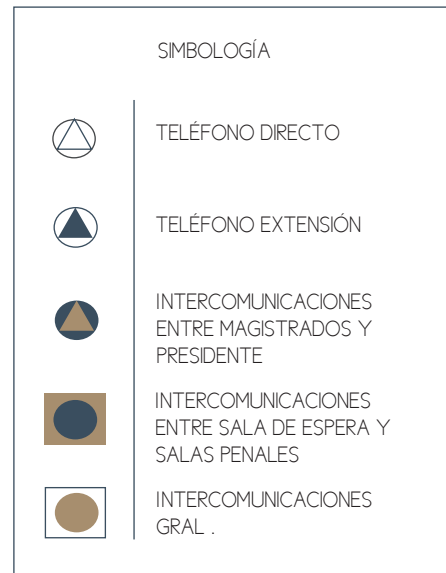 SIMBOLOGÍA
TELÉFONO DIRECTO
TELÉFONO EXTENSIÓN
INTERCOMUNICACIONES
ENTRE MAGISTRADOS Y
PRESIDENTE
INTERCOMUNICACIONES
ENTRE SALA DE ESPERA Y
SALAS PENALES
INTERCOMUNICACIONES
GRAL .